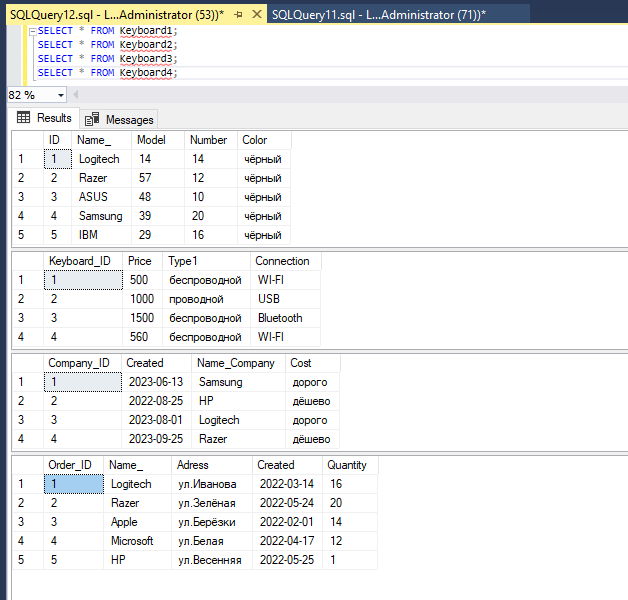 SQLQuery12.sql - L...Administrator (53))* SQLQuery11.sql - L...Administrator (71))*
SELECT * FROM Keyboard1;
SELECT * FROM Keyboard2;
SELECT * FROM Keyboard3;
SELECT * FROM Keyboard4;
82 %
Results Messages
ID Name_ Model Number Color
1 1 Logitech 14 14 чёрный
2 2 Razer 57 12 чёрный
3 3 ASUS 48 10 чёрный
4 4 Samsung 39 20 чёрный
5 5 IBM 29 16 чёрный
Keyboard_ID Price Type1 Connection
1 1 500 беспроводной WI-FI
2 2 1000 проводной USB
3 3 1500 беспроводной Bluetooth
4 4 560 беспроводной WI-FI
Company_ID Created Name_Company Cost
1 1 2023-06-13 Samsung дорого
2 2 2022-08-25 HP дёшево
3 3 2023-08-01 Logitech дорого
4 4 2023-09-25 Razer дёшево
Order_ID Name_ Adress Created Quantity
1 1 Logitech ул.Иванова 2022-03-14 16
2 2 Razer ул.Зелёная 2022-05-24 20
3 3 Apple ул.Берёзки 2022-02-01 14
4 4 Microsoft ул.Белая 2022-04-17 12
5 5 HP ул.Весенняя 2022-05-25 1